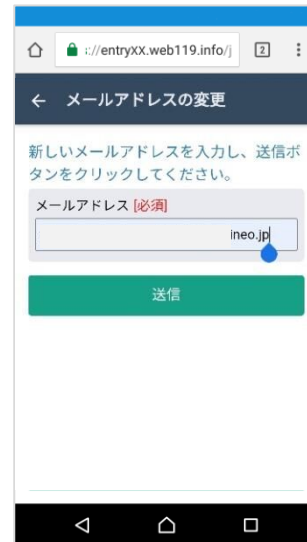 ://entryXX.web119.info/j
2
メールアドレスの変更
新しいメールアドレスを入力し、送信ボ
タンをクリックしてください。
メールアドレス [必須]
ineo.jp
送信